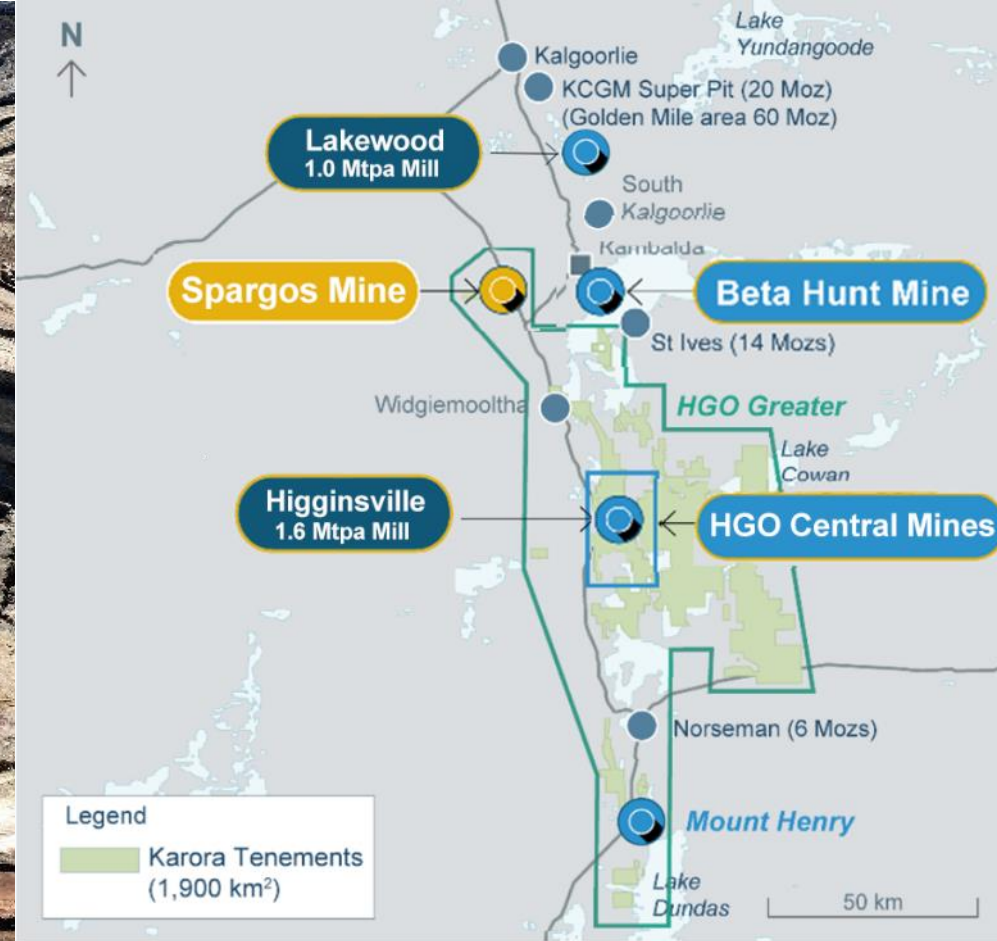 N
Lake
Yundangoode
Kalgoorlie
KCGM Super Pit (20 Moz)
(Golden Mile area 60 Moz)
Lakewood
1.0 Mtpa Mill
South
Kalgoorlie
Kambalda
Spargos Mine
Beta Hunt Mine
St Ives (14 Mozs)
Widgiemooltha
HGO Greater
Lake
Cowan
Higginsville
1.6 Mtpa Mill
HGO Central Mines
Norseman (6 Mozs)
Mount Henry
Legend
Karora Tenements
(1,900 km²)
Lake
Dundas
50 km